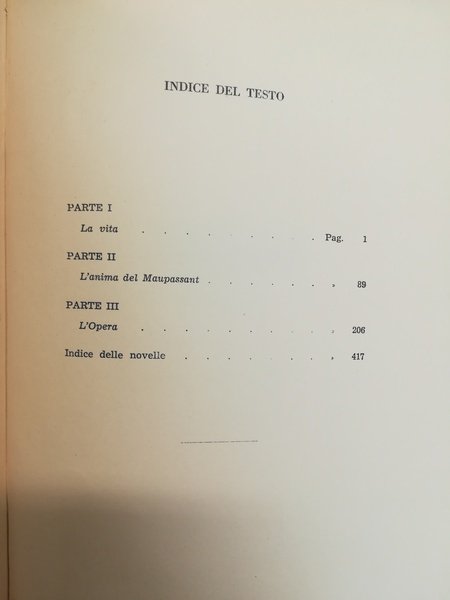 INDICE DEL TESTO
PARTE I
La vita . . . . . . . . . Pag. 1
PARTE II
L'anima del Maupassant . . . . . . „ 89
PARTE III
L'Opera . . . . . . . . . „ 206
Indice delle novelle . . . . . . . „ 417